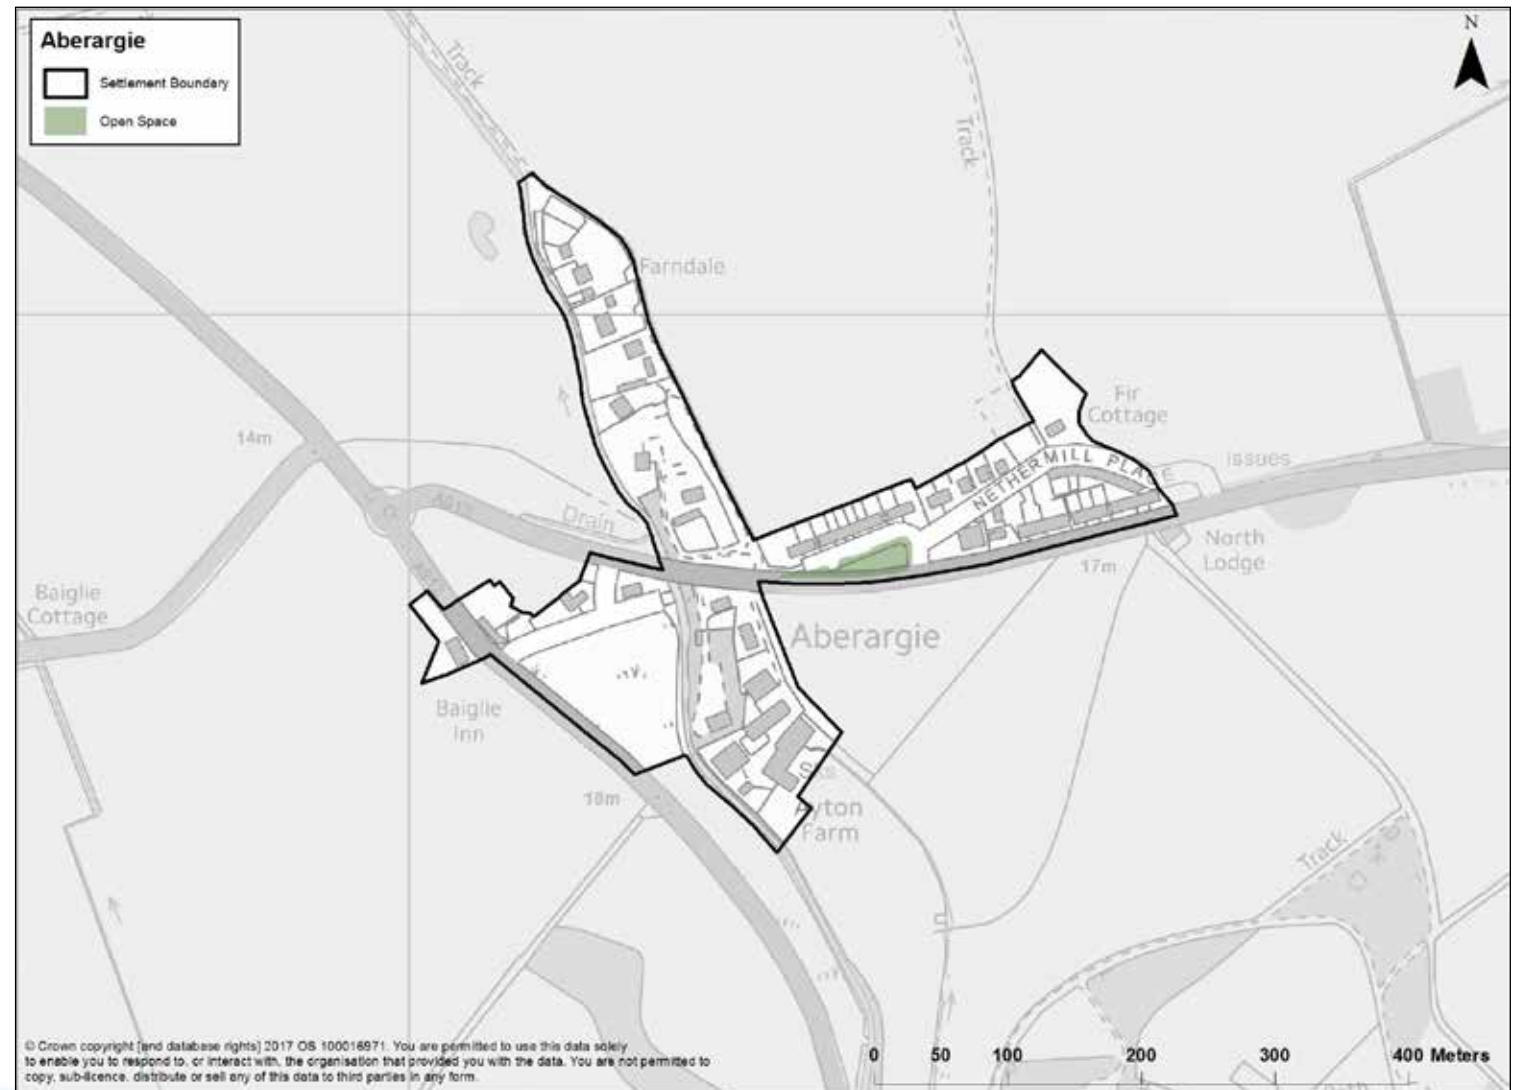 Aberargie
Settlement Boundary
Open Space
N
Track
Track
Farndale
Fir
Cottage
14m
NETHERMILL PLACE
Issues
A913
Drain
North
Lodge
17m
Baiglie
Cottage
Aberargie
Baiglie
Inn
18m
Ayton
Farm
Track
© Crown copyright [and database rights] 2017 OS 100016971. You are permitted to use this data solely
to enable you to respond to, or interact with, the organisation that provided you with the data. You are not permitted to
copy, sub-licence, distribute or sell any of this data to third parties in any form.
0 50 100 200 300 400 Meters